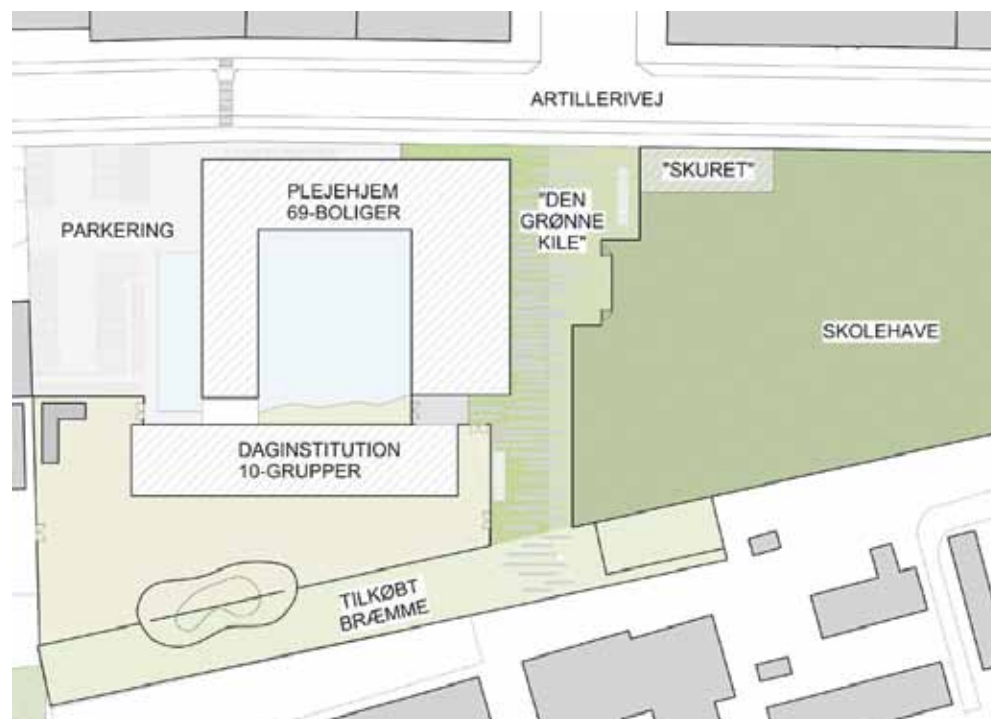 ARTILLERIVEJ
PLEJEHJEM
69-BOLIGER
"SKURET"
"DEN
GRØNNE
KILE"
PARKERING
SKOLEHAVE
DAGINSTITUTION
10-GRUPPER
TILKØBT
BRÆMME